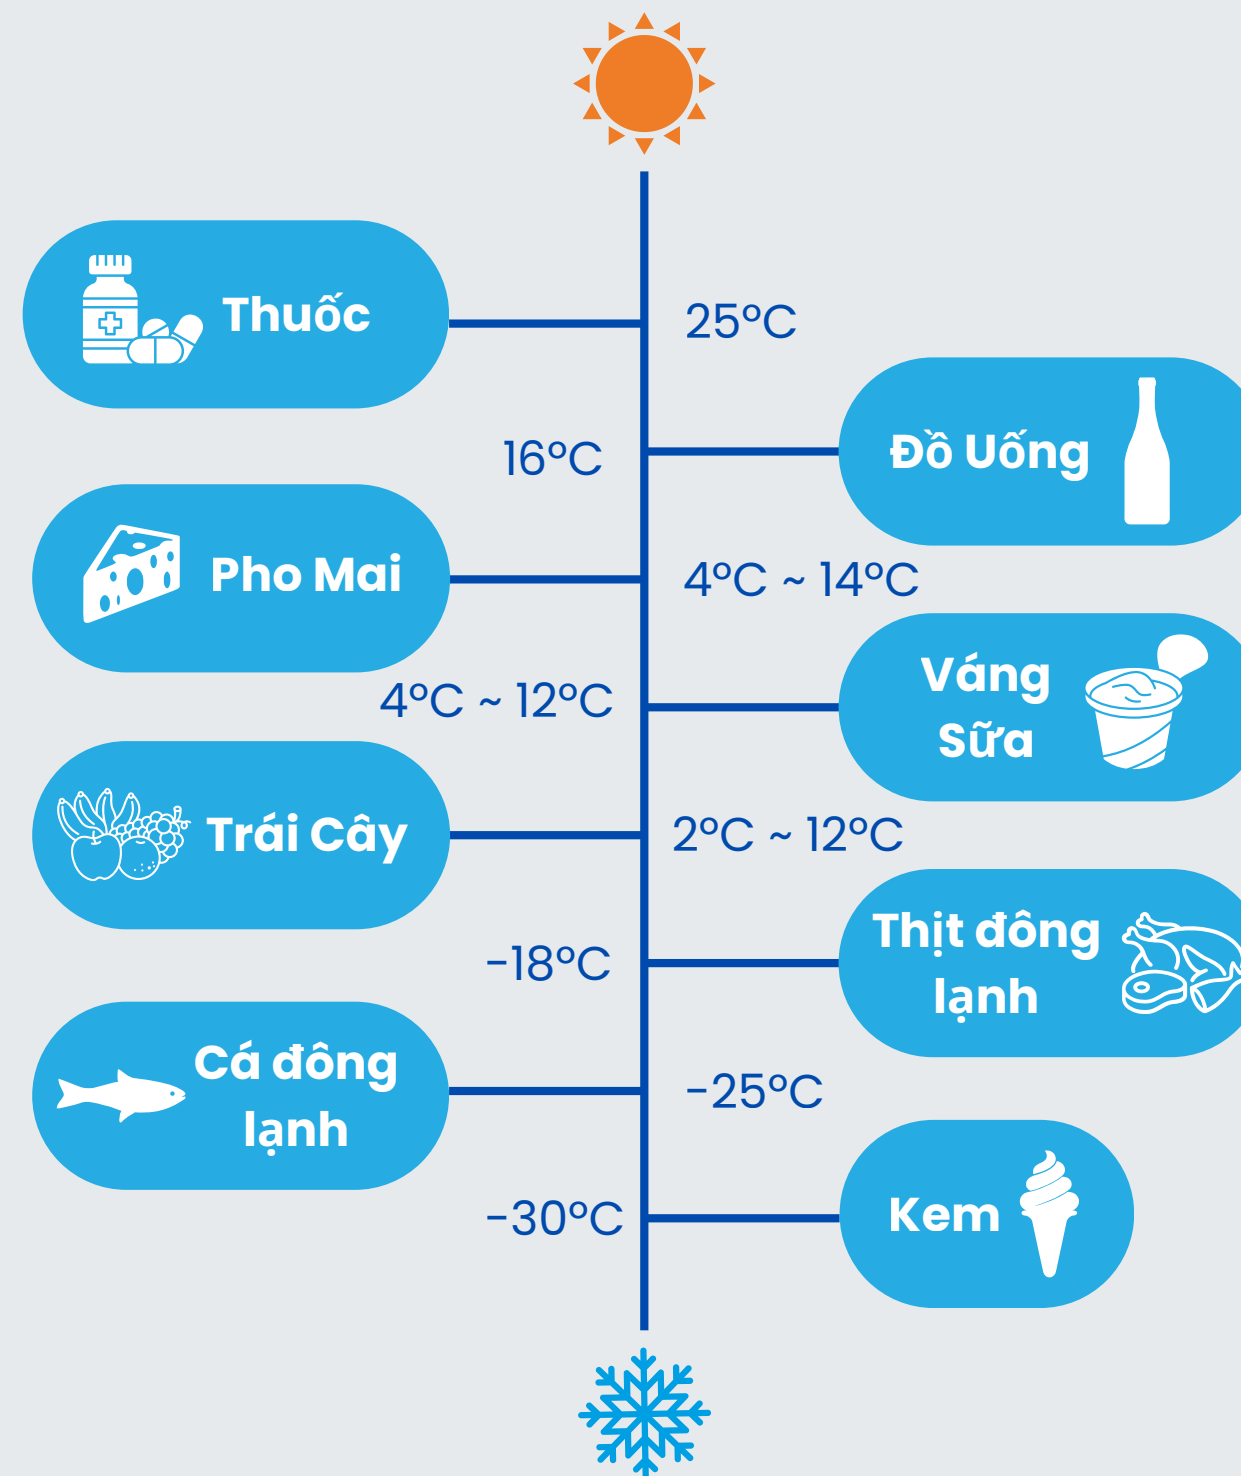 Thuốc
25°C
16°C
Đồ Uống
Pho Mai
4°C ~ 14°C
4°C ~ 12°C
Váng
Sữa
Trái Cây
2°C ~ 12°C
-18°C
Thịt đông
lạnh
Cá đông
lạnh
-25°C
-30°C
Kem